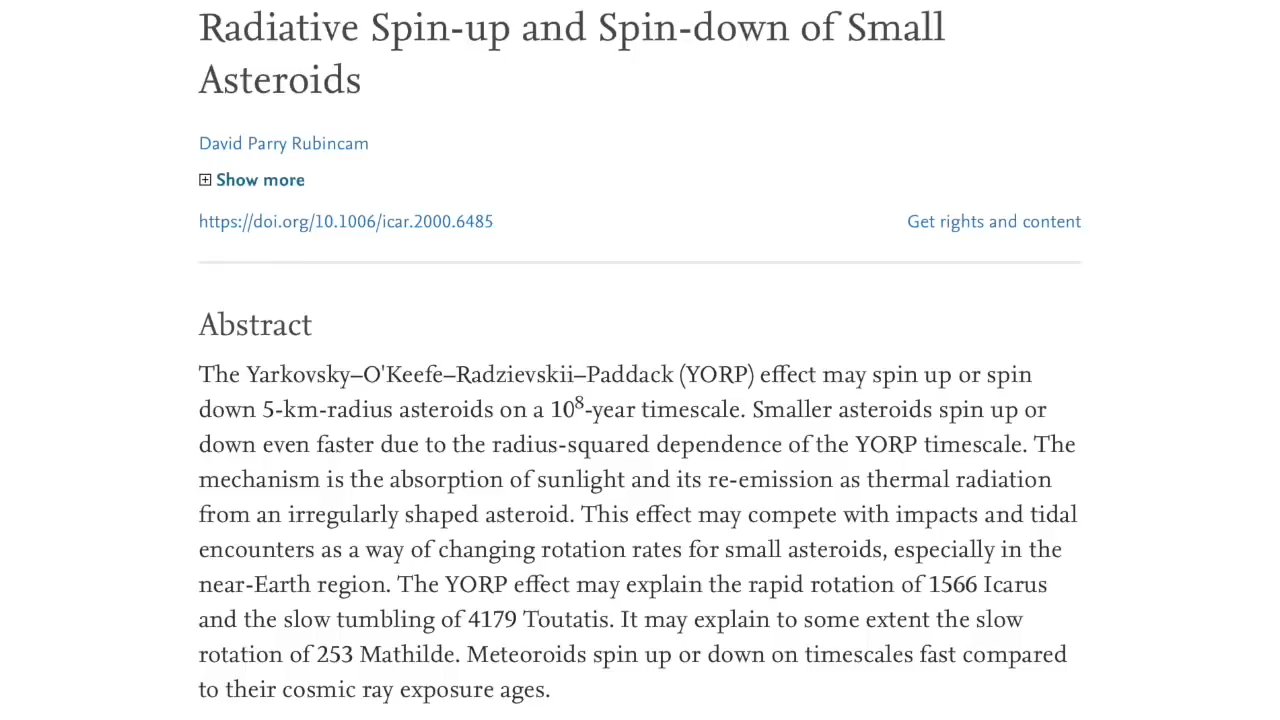 Radiative Spin-up and Spin-down of Small
Asteroids
David Parry Rubincam
Show more
https://doi.org/10.1006/icar.2000.6485
Get rights and content
Abstract
The Yarkovsky–O'Keefe–Radzievskii–Paddack (YORP) effect may spin up or spin
down 5-km-radius asteroids on a 10⁸-year timescale. Smaller asteroids spin up or
down even faster due to the radius-squared dependence of the YORP timescale. The
mechanism is the absorption of sunlight and its re-emission as thermal radiation
from an irregularly shaped asteroid. This effect may compete with impacts and tidal
encounters as a way of changing rotation rates for small asteroids, especially in the
near-Earth region. The YORP effect may explain the rapid rotation of 1566 Icarus
and the slow tumbling of 4179 Toutatis. It may explain to some extent the slow
rotation of 253 Mathilde. Meteoroids spin up or down on timescales fast compared
to their cosmic ray exposure ages.